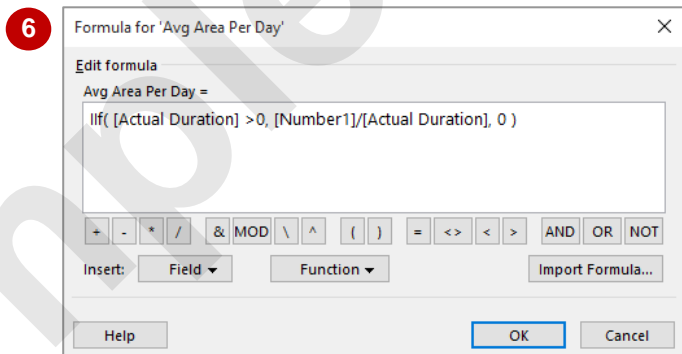 6
Formula for 'Avg Area Per Day'
Edit formula
Avg Area Per Day =
IIf( [Actual Duration] >0, [Number1]/[Actual Duration], 0 )
+ - * / & MOD \ ^ ( ) = <> < > AND OR NOT
Insert: Field Function Import Formula...
Help OK Cancel